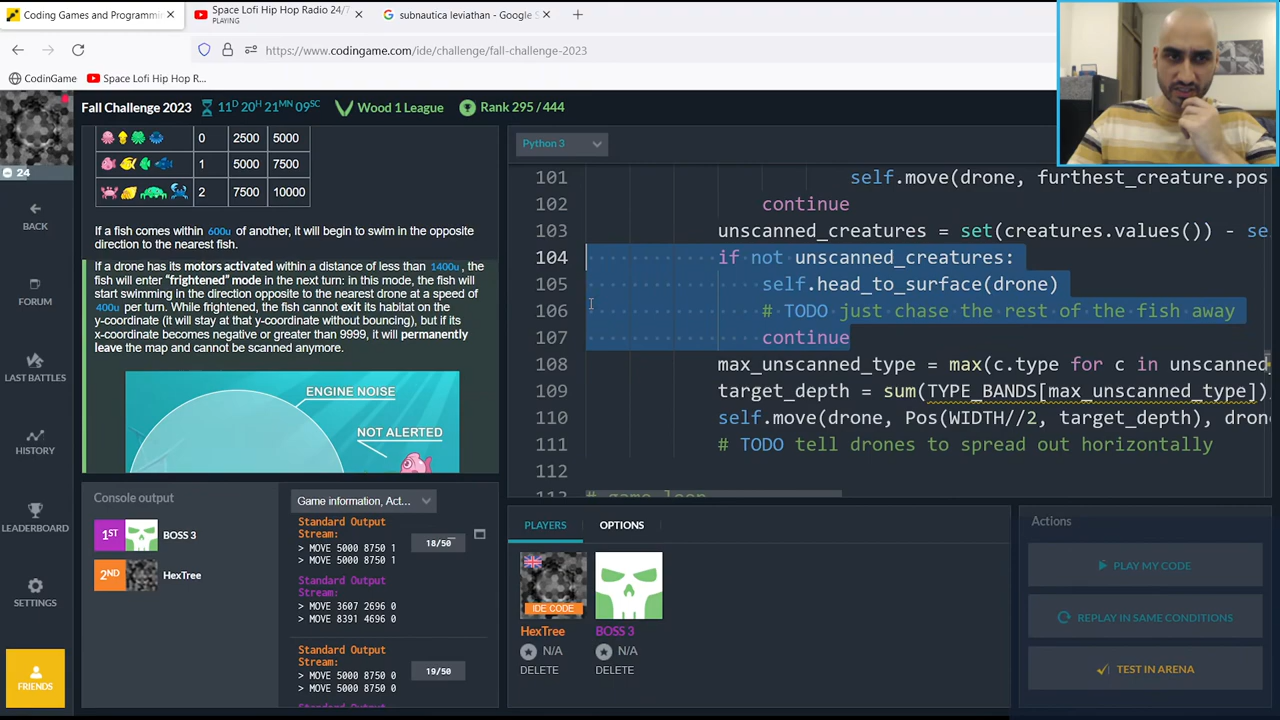 Coding Games and Programmi
Space Lofi Hip Hop Radio 24/7
PLAYING
subnautica leviathan - Google S
https://www.codingame.com/ide/challenge/fall-challenge-2023
CodinGame
Space Lofi Hip Hop R...
Fall Challenge 2023
11D 20H 21MN 09SC
Wood 1 League
Rank 295 / 444
24
BACK
FORUM
LAST BATTLES
HISTORY
LEADERBOARD
SETTINGS
FRIENDS
0 2500 5000
1 5000 7500
2 7500 10000
If a fish comes within 600u of another, it will begin to swim in the opposite
direction to the nearest fish.
If a drone has its motors activated within a distance of less than 1400u, the
fish will enter "frightened" mode in the next turn: in this mode, the fish will
start swimming in the direction opposite to the nearest drone at a speed of
400u per turn. While frightened, the fish cannot exit its habitat on the
y-coordinate (it will stay at that y-coordinate without bouncing), but if its
x-coordinate becomes negative or greater than 9999, it will permanently
leave the map and cannot be scanned anymore.
ENGINE NOISE
NOT ALERTED
Console output
1ST
BOSS 3
2ND
HexTree
Game information, Act...
Standard Output
Stream:
> MOVE 5000 8750 1
> MOVE 5000 8750 1
18/50
Standard Output
Stream:
> MOVE 3607 2696 0
> MOVE 8391 4696 0
Standard Output
Stream:
> MOVE 5000 8750 0
> MOVE 5000 8750 0
19/50
Python 3
101 self.move(drone, furthest_creature.pos
102 continue
103 unscanned_creatures = set(creatures.values()) - se
104 if not unscanned_creatures:
105 self.head_to_surface(drone)
106 # TODO just chase the rest of the fish away
107 continue
108 max_unscanned_type = max(c.type for c in unscanned
109 target_depth = sum(TYPE_BANDS[max_unscanned_type])
110 self.move(drone, Pos(WIDTH//2, target_depth), dron
111 # TODO tell drones to spread out horizontally
112
PLAYERS
OPTIONS
IDE CODE
HexTree
N/A
DELETE
BOSS 3
N/A
DELETE
Actions
PLAY MY CODE
REPLAY IN SAME CONDITIONS
TEST IN ARENA